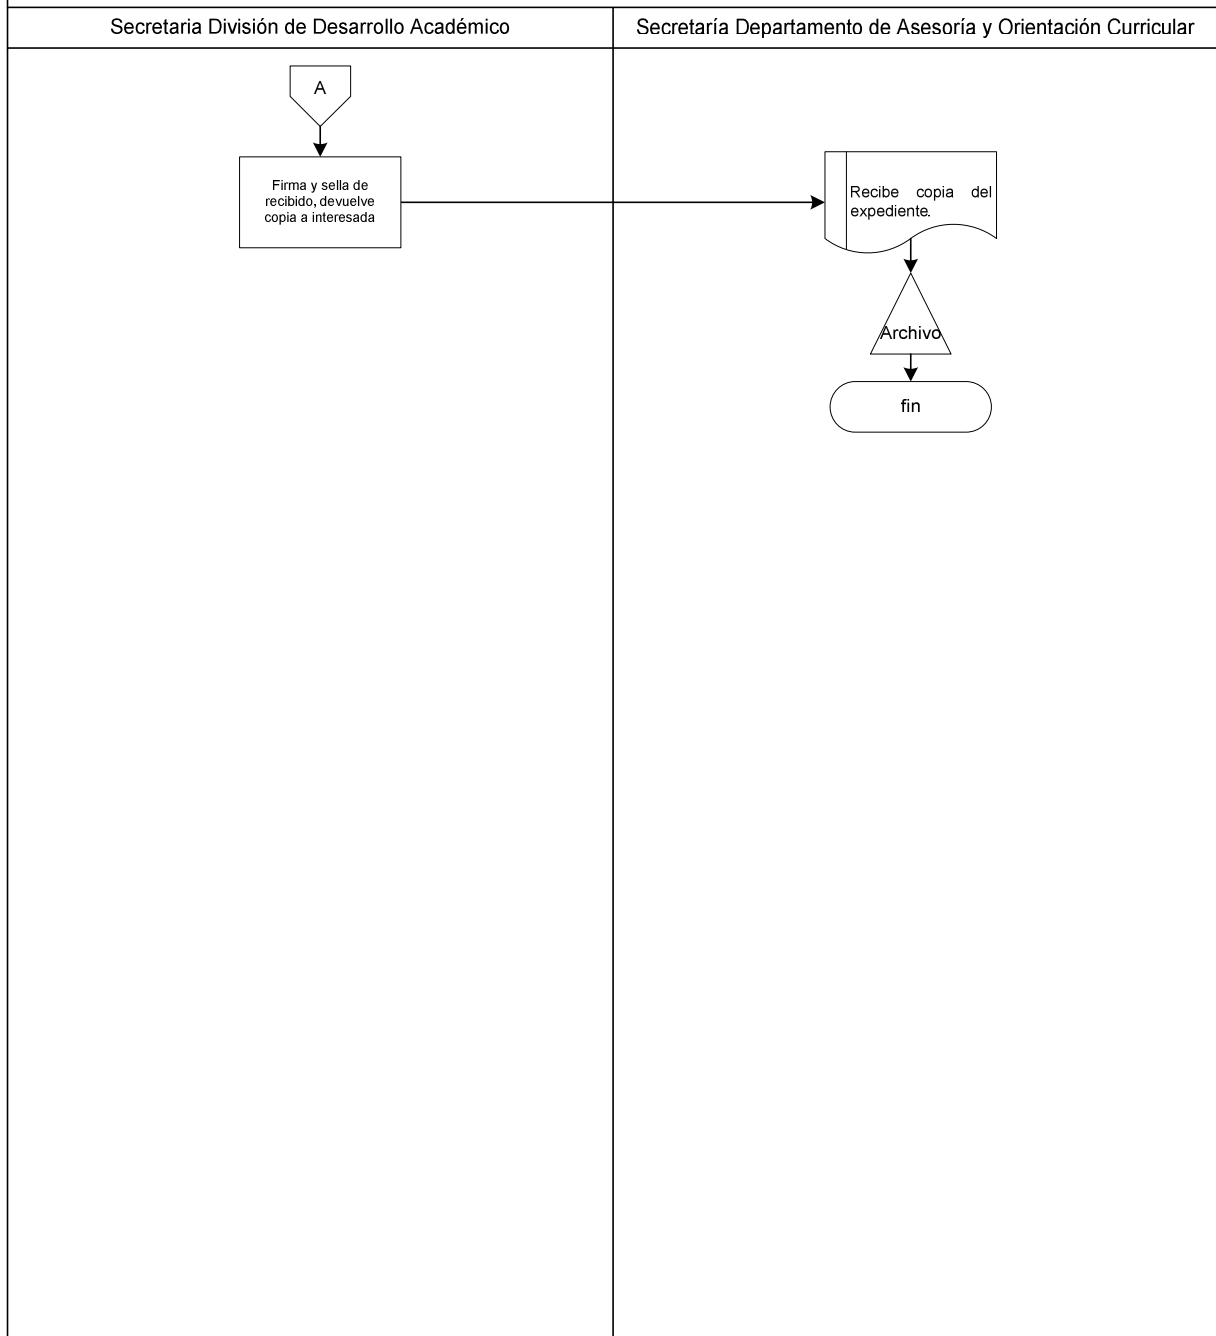 Secretaria División de Desarrollo Académico
Secretaría Departamento de Asesoría y Orientación Curricular
A
Firma y sella de
recibido, devuelve
copia a interesada
Recibe copia del
expediente.
Archivo
fin